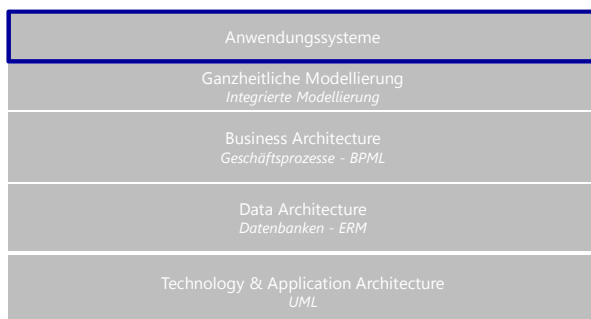 Anwendungssysteme
Ganzheitliche Modellierung
Integrierte Modellierung
Business Architecture
Geschäftsprozesse - BPML
Data Architecture
Datenbanken - ERM
Technology & Application Architecture
UML